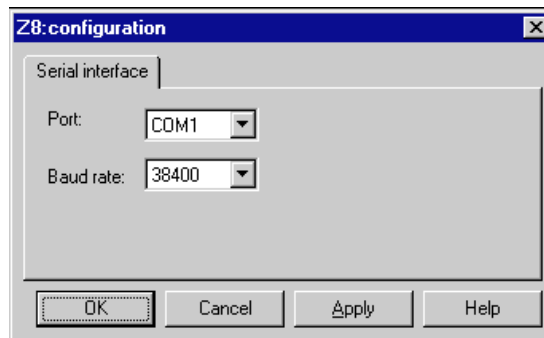 Z8:configuration
Serial interface
Port: COM1
Baud rate: 38400
OK Cancel Apply Help